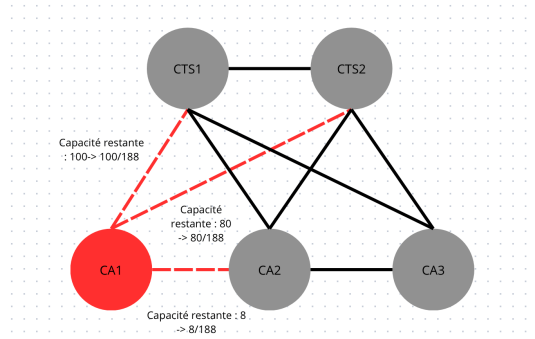 CTS1
CTS2
Capacité restante
: 100-> 100/188
Capacité
restante : 80
-> 80/188
CA1
CA2
CA3
Capacité restante : 8
-> 8/188